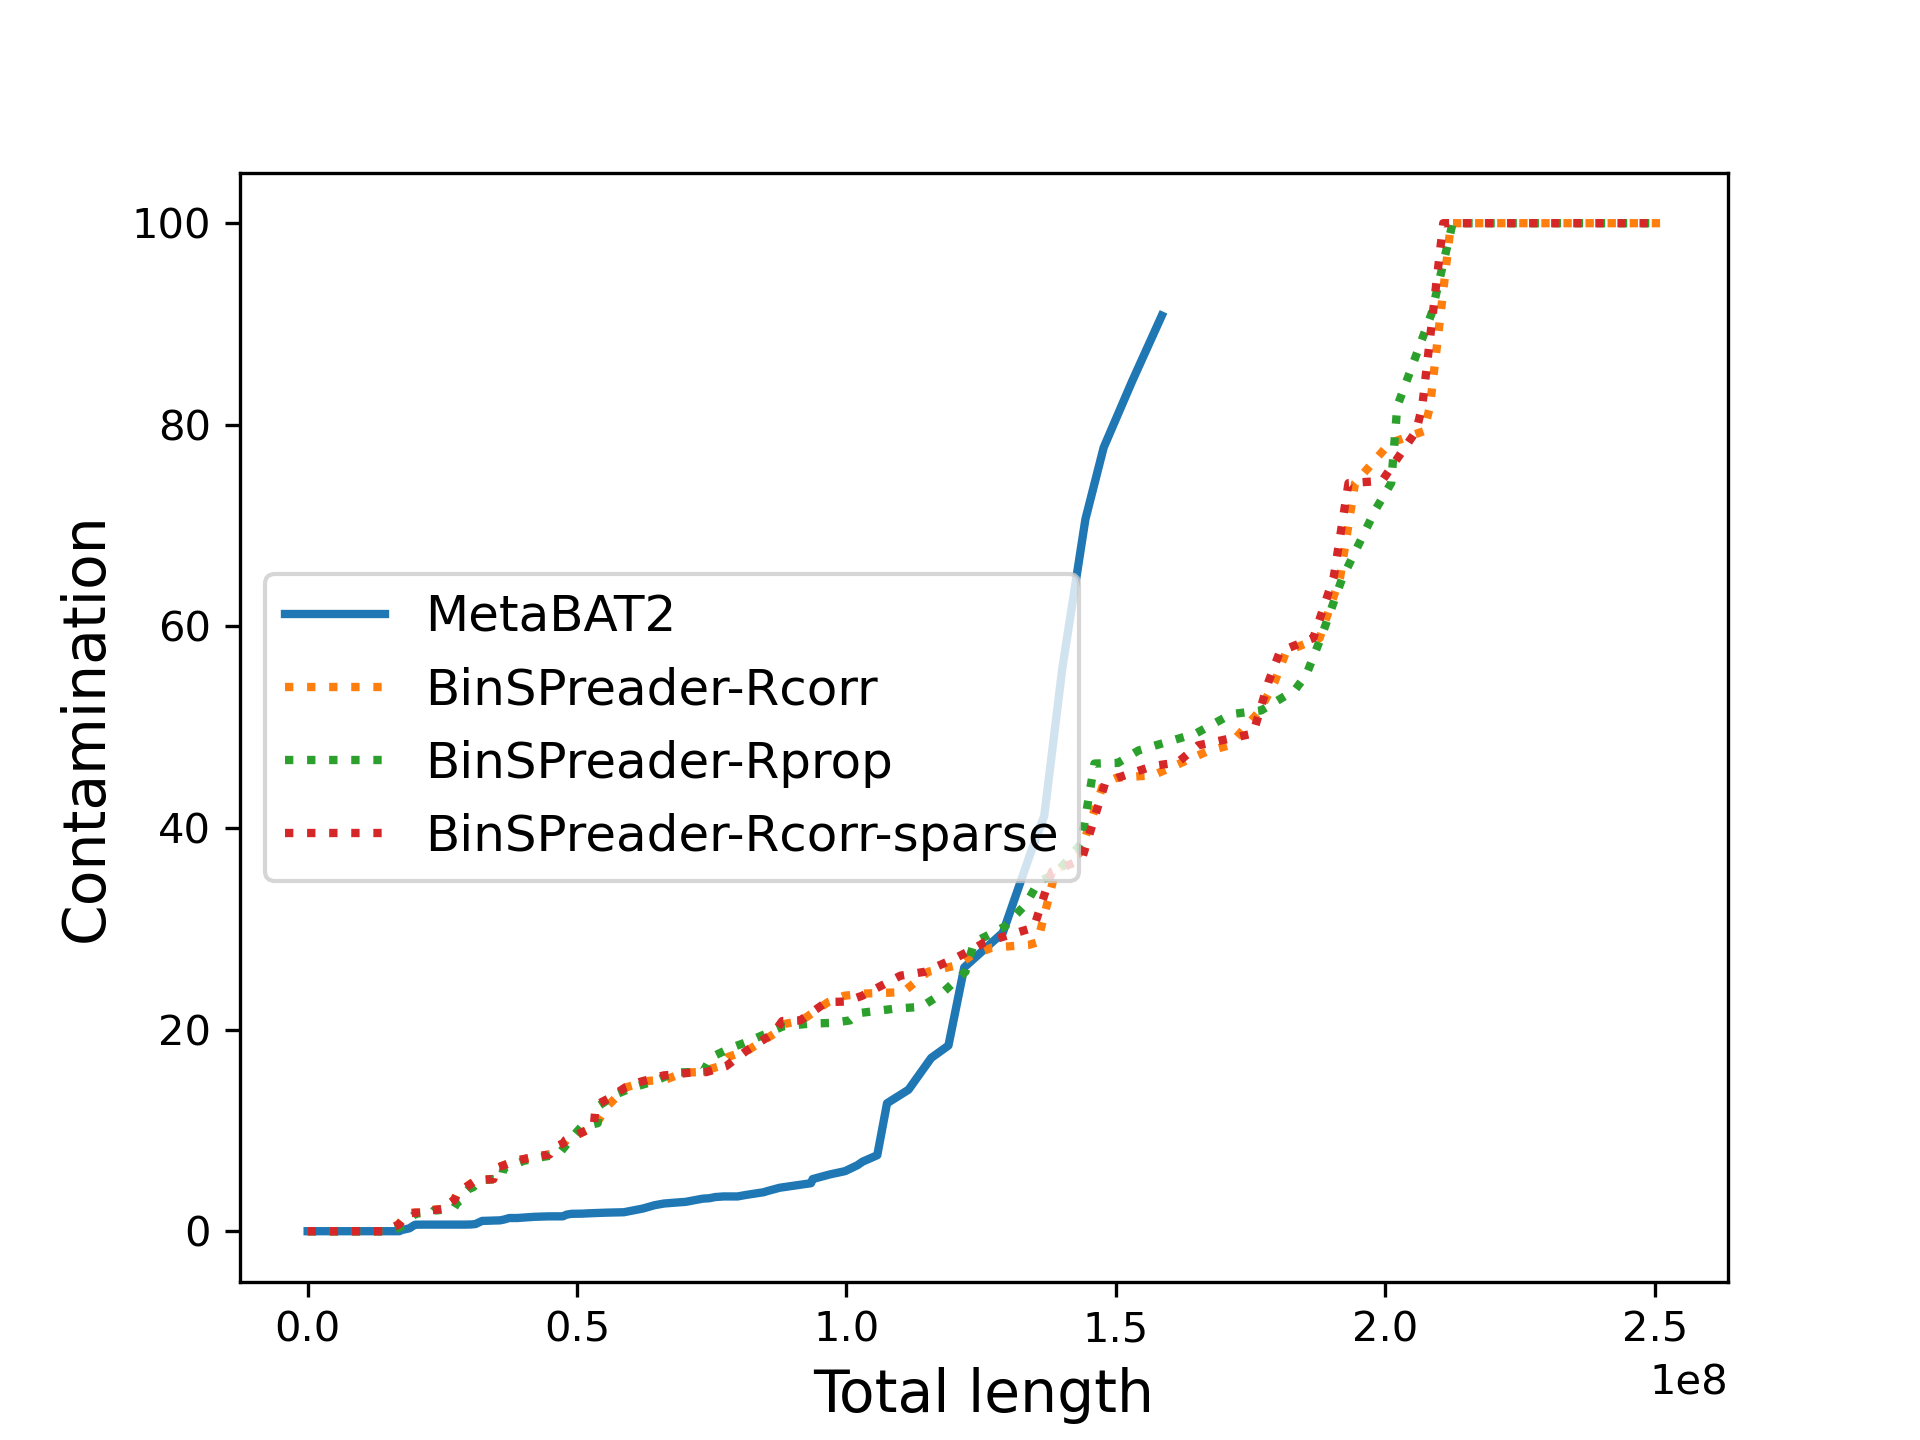 100
80
60
40
20
0
Contamination
MetaBAT2
BinSPreader-Rcorr
BinSPreader-Rprop
BinSPreader-Rcorr-sparse
0.0 0.5 1.0 1.5 2.0 2.5
1e8
Total length